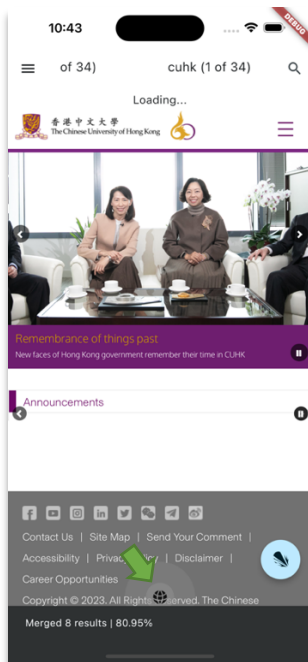 10:43
DEBUG
of 34)
cuhk (1 of 34)
Loading...
香港中文大學
The Chinese University of Hong Kong
Remembrance of things past
New faces of Hong Kong government remember their time in CUHK
Announcements
Contact Us | Site Map | Send Your Comment |
Accessibility | Privacy Policy | Disclaimer |
Career Opportunities
Copyright © 2023. All Rights Reserved. The Chinese
Merged 8 results | 80.95%